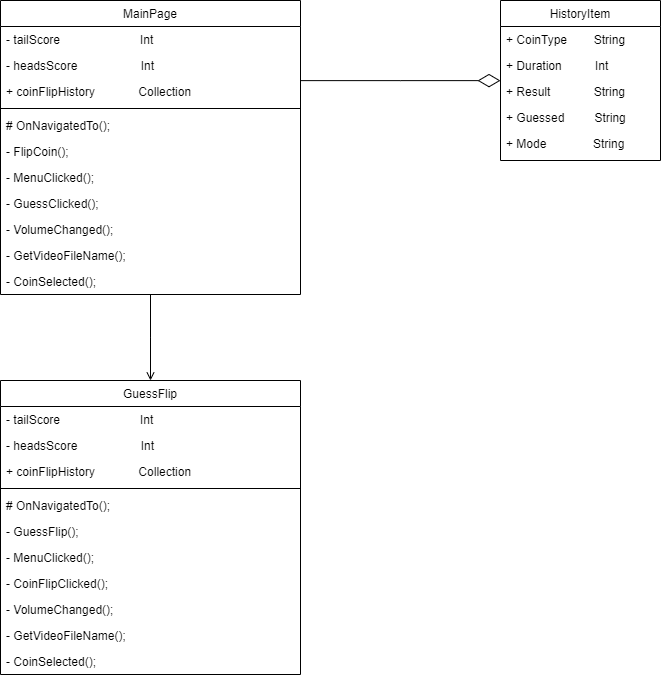 MainPage
- tailScore Int
- headsScore Int
+ coinFlipHistory Collection
# OnNavigatedTo();
- FlipCoin();
- MenuClicked();
- GuessClicked();
- VolumeChanged();
- GetVideoFileName();
- CoinSelected();
HistoryItem
+ CoinType String
+ Duration Int
+ Result String
+ Guessed String
+ Mode String
GuessFlip
- tailScore Int
- headsScore Int
+ coinFlipHistory Collection
# OnNavigatedTo();
- GuessFlip();
- MenuClicked();
- CoinFlipClicked();
- VolumeChanged();
- GetVideoFileName();
- CoinSelected();